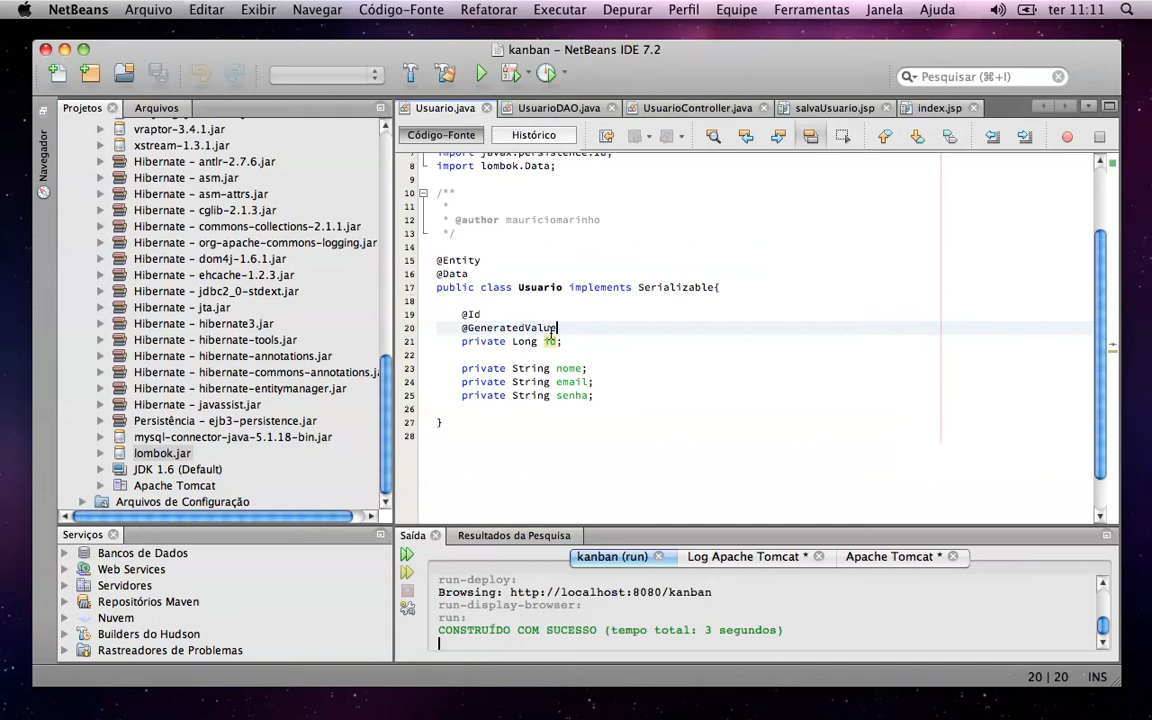 NetBeans Arquivo Editar Exibir Navegar Código-Fonte Refatorar Executar Depurar Perfil Equipe Ferramentas Janela Ajuda ter 11:11
kanban – NetBeans IDE 7.2
Pesquisar (⌘+I)
Projetos
Arquivos
Navegador
vraptor-3.4.1.jar
xstream-1.3.1.jar
Hibernate – antlr-2.7.6.jar
Hibernate – asm.jar
Hibernate – asm-attrs.jar
Hibernate – cglib-2.1.3.jar
Hibernate – commons-collections-2.1.1.jar
Hibernate – org-apache-commons-logging.jar
Hibernate – dom4j-1.6.1.jar
Hibernate – ehcache-1.2.3.jar
Hibernate – jdbc2_0-stdext.jar
Hibernate – jta.jar
Hibernate – hibernate3.jar
Hibernate – hibernate-tools.jar
Hibernate – hibernate-annotations.jar
Hibernate – hibernate-commons-annotations.ja
Hibernate – hibernate-entitymanager.jar
Hibernate – javassist.jar
Persistência – ejb3-persistence.jar
mysql-connector-java-5.1.18-bin.jar
lombok.jar
JDK 1.6 (Default)
Apache Tomcat
Arquivos de Configuração
Serviços
Bancos de Dados
Web Services
Servidores
Repositórios Maven
Nuvem
Builders do Hudson
Rastreadores de Problemas
Usuario.java
UsuarioDAO.java
UsuarioController.java
salvaUsuario.jsp
index.jsp
Código-Fonte
Histórico
7 import javax.persistence.Id;
8 import lombok.Data;
9
10 /**
11 *
12 * @author mauriciomarinho
13 */
14
15 @Entity
16 @Data
17 public class Usuario implements Serializable{
18
19 @Id
20 @GeneratedValue
21 private Long id;
22
23 private String nome;
24 private String email;
25 private String senha;
26
27 }
28
Saída
Resultados da Pesquisa
kanban (run)
Log Apache Tomcat *
Apache Tomcat *
run-deploy:
Browsing: http://localhost:8080/kanban
run-display-browser:
run:
CONSTRUÍDO COM SUCESSO (tempo total: 3 segundos)
20 | 20 INS